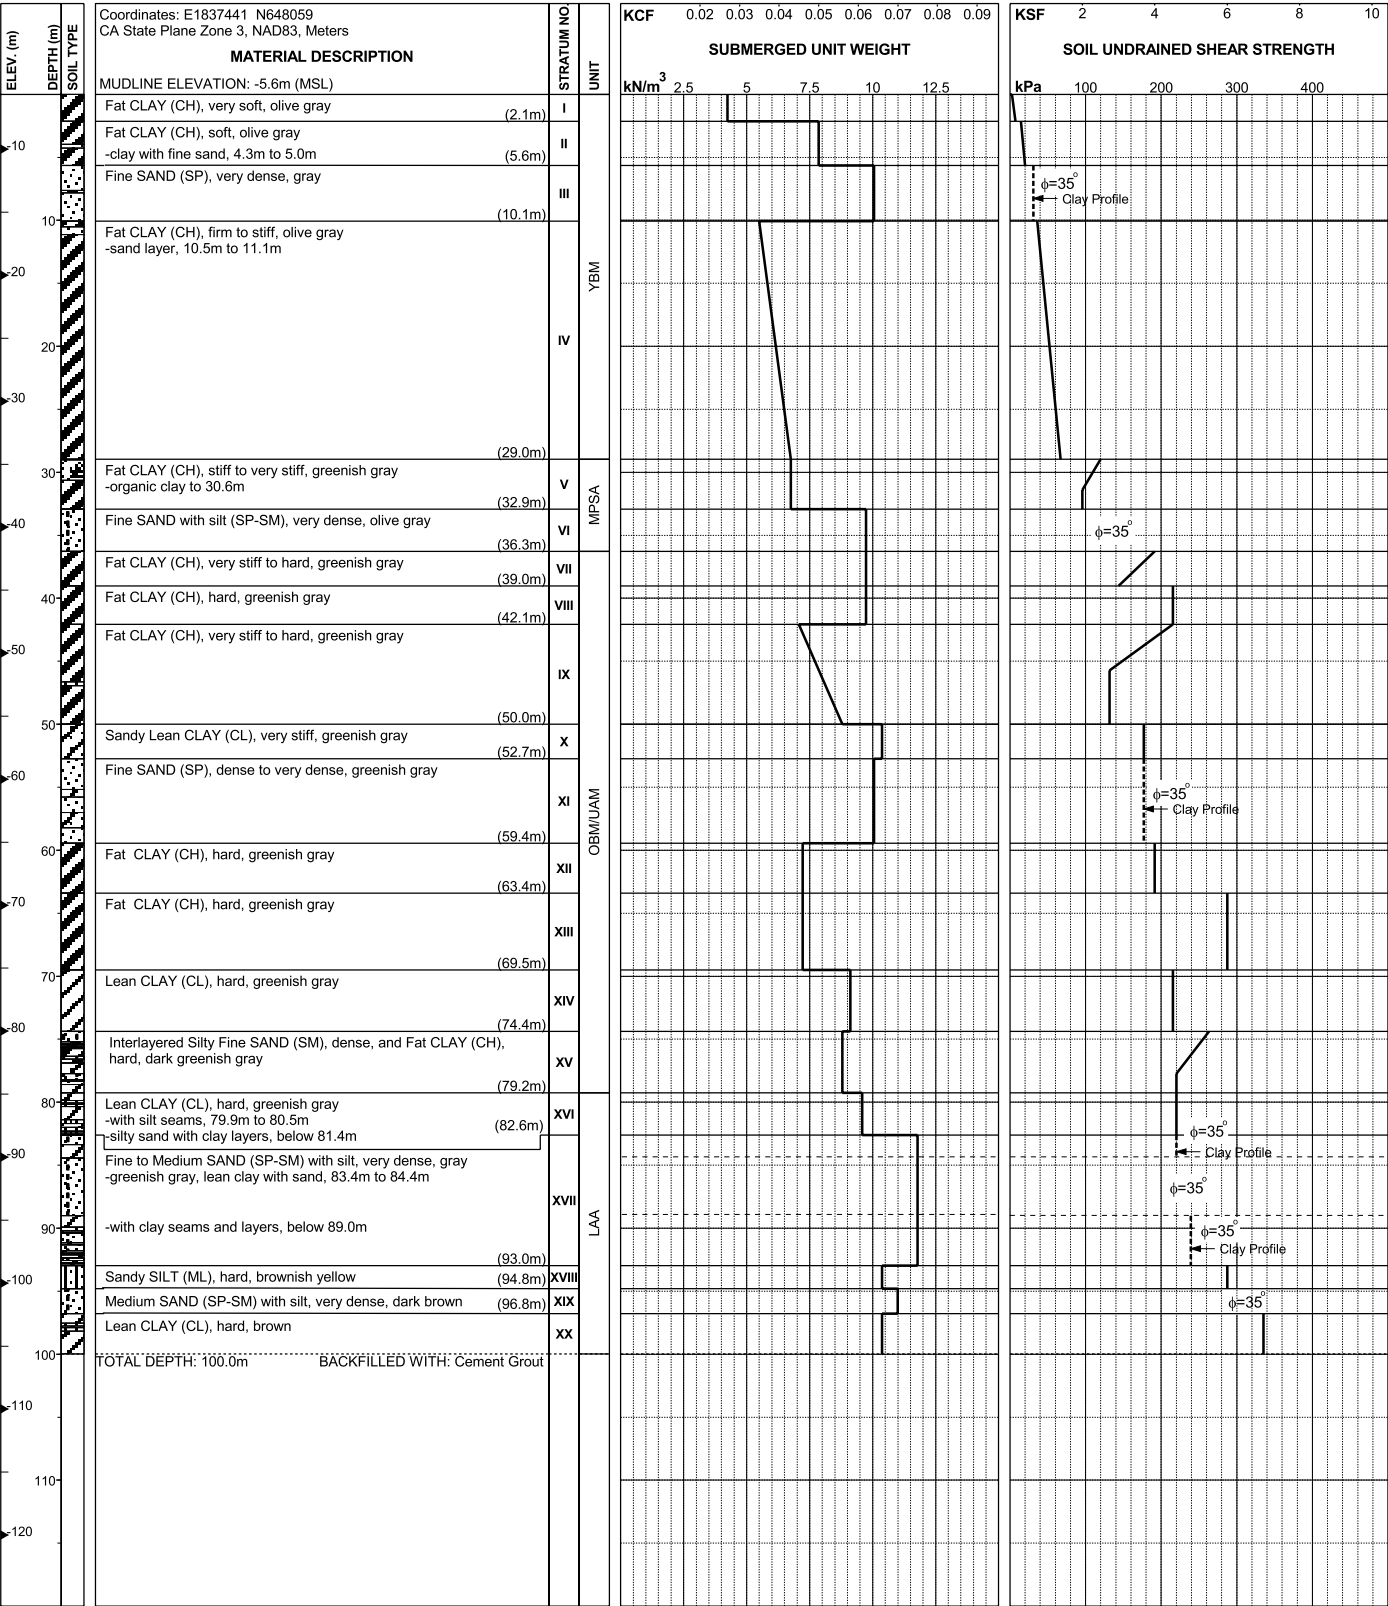 ELEV. (m)
DEPTH (m)
SOIL TYPE
Coordinates: E1837441 N648059
CA State Plane Zone 3, NAD83, Meters
MATERIAL DESCRIPTION
MUDLINE ELEVATION: -5.6m (MSL)
STRATUM NO.
UNIT
KCF 0.02 0.03 0.04 0.05 0.06 0.07 0.08 0.09
SUBMERGED UNIT WEIGHT
kN/m3 2.5 5 7.5 10 12.5
KSF 2 4 6 8 10
SOIL UNDRAINED SHEAR STRENGTH
kPa 100 200 300 400
-10
-20
-30
-40
-50
-60
-70
-80
-90
-100
-110
-120
10
20
30
40
50
60
70
80
90
100
110
Fat CLAY (CH), very soft, olive gray
(2.1m)
I
Fat CLAY (CH), soft, olive gray
-clay with fine sand, 4.3m to 5.0m
(5.6m)
II
Fine SAND (SP), very dense, gray
(10.1m)
III
Fat CLAY (CH), firm to stiff, olive gray
-sand layer, 10.5m to 11.1m
(29.0m)
IV
YBM
Fat CLAY (CH), stiff to very stiff, greenish gray
-organic clay to 30.6m
(32.9m)
V
Fine SAND with silt (SP-SM), very dense, olive gray
(36.3m)
VI
MPSA
Fat CLAY (CH), very stiff to hard, greenish gray
(39.0m)
VII
Fat CLAY (CH), hard, greenish gray
(42.1m)
VIII
Fat CLAY (CH), very stiff to hard, greenish gray
(50.0m)
IX
Sandy Lean CLAY (CL), very stiff, greenish gray
(52.7m)
X
Fine SAND (SP), dense to very dense, greenish gray
(59.4m)
XI
OBM/UAM
Fat CLAY (CH), hard, greenish gray
(63.4m)
XII
Fat CLAY (CH), hard, greenish gray
(69.5m)
XIII
Lean CLAY (CL), hard, greenish gray
(74.4m)
XIV
Interlayered Silty Fine SAND (SM), dense, and Fat CLAY (CH),
hard, dark greenish gray
(79.2m)
XV
Lean CLAY (CL), hard, greenish gray
-with silt seams, 79.9m to 80.5m
(82.6m)
-silty sand with clay layers, below 81.4m
XVI
Fine to Medium SAND (SP-SM) with silt, very dense, gray
-greenish gray, lean clay with sand, 83.4m to 84.4m
-with clay seams and layers, below 89.0m
(93.0m)
XVII
LAA
Sandy SILT (ML), hard, brownish yellow
(94.8m)
XVIII
Medium SAND (SP-SM) with silt, very dense, dark brown
(96.8m)
XIX
Lean CLAY (CL), hard, brown
XX
TOTAL DEPTH: 100.0m BACKFILLED WITH: Cement Grout
ϕ=35°
Clay Profile
ϕ=35°
ϕ=35°
Clay Profile
ϕ=35°
Clay Profile
ϕ=35°
ϕ=35°
Clay Profile
ϕ=35°